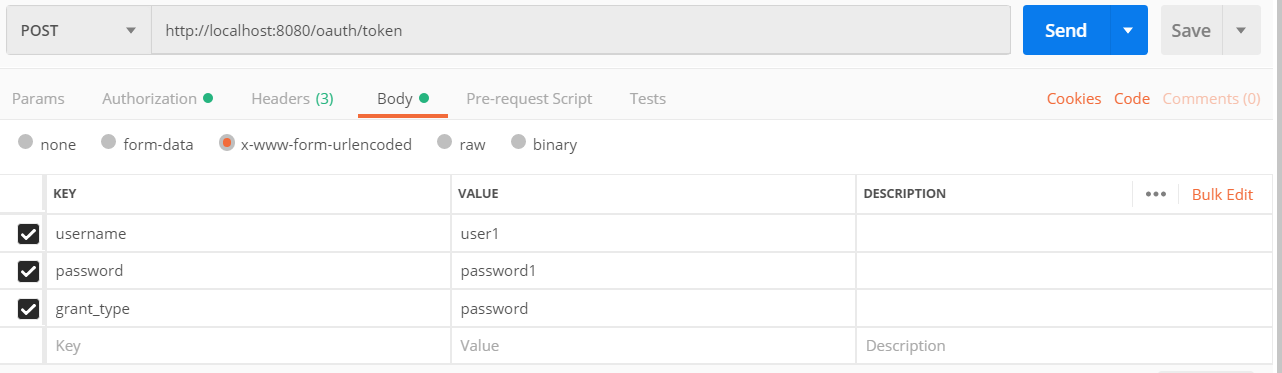 POST http://localhost:8080/oauth/token Send Save
Params Authorization Headers (3) Body Pre-request Script Tests Cookies Code Comments (0)
none form-data x-www-form-urlencoded raw binary
KEY VALUE DESCRIPTION ••• Bulk Edit
username user1
password password1
grant_type password
Key Value Description